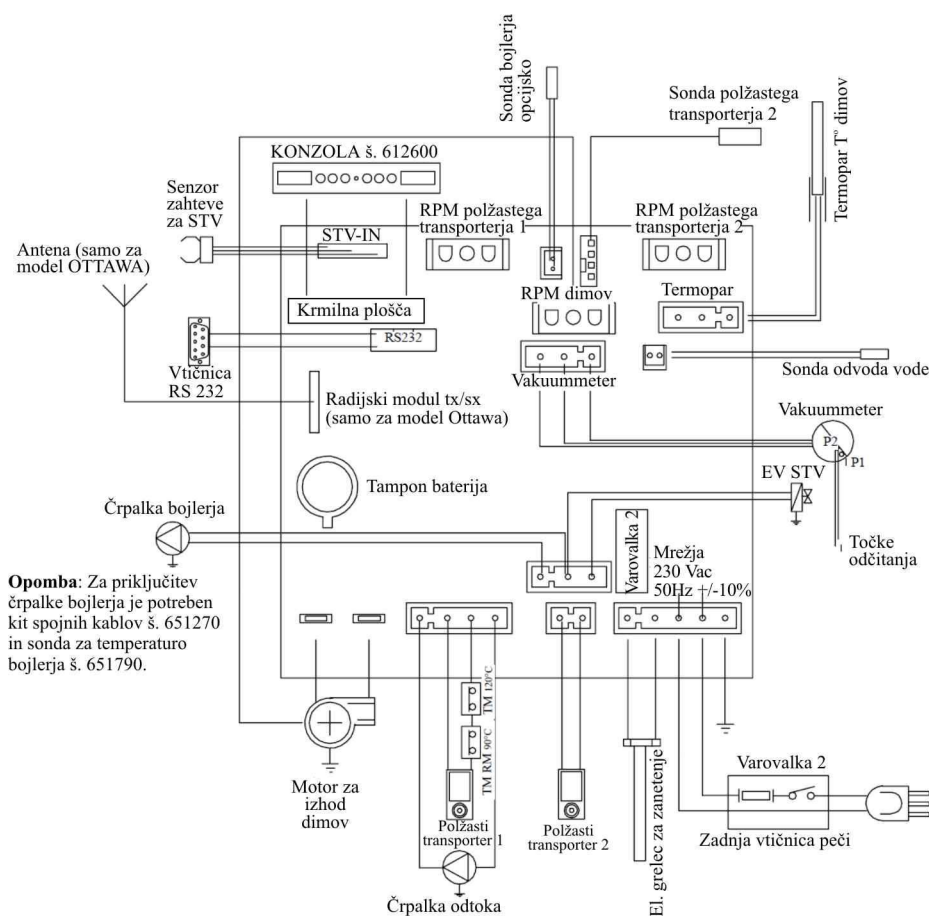 Sonda bojlerja
opcijsko
Sonda polžastega
transporterja 2
Termopar T° dimov
KONZOLA š. 612600
Senzor
zahteve
za STV
STV-IN
RPM polžastega
transporterja 1
RPM polžastega
transporterja 2
Antena (samo za
model OTTAWA)
Krmilna plošča
RPM dimov
Termopar
RS232
Vtičnica
RS 232
Vakuummeter
Sonda odvoda vode
Radijski modul tx/sx
(samo za model Ottawa)
Vakuummeter
P2
P1
EV STV
Tampon baterija
Črpalka bojlerja
Varovalka 2
Mrežja
230 Vac
50Hz +/-10%
Točke
odčitanja
Opomba: Za priključitev
črpalke bojlerja je potreben
kit spojnih kablov š. 651270
in sonda za temperaturo
bojlerja š. 651790.
TM 120°C
TM RM 90°C
Motor za
izhod
dimov
Polžasti
transporter 1
Polžasti
transporter 2
El. grelec za zanetenje
Varovalka 2
Zadnja vtičnica peči
Črpalka odtoka